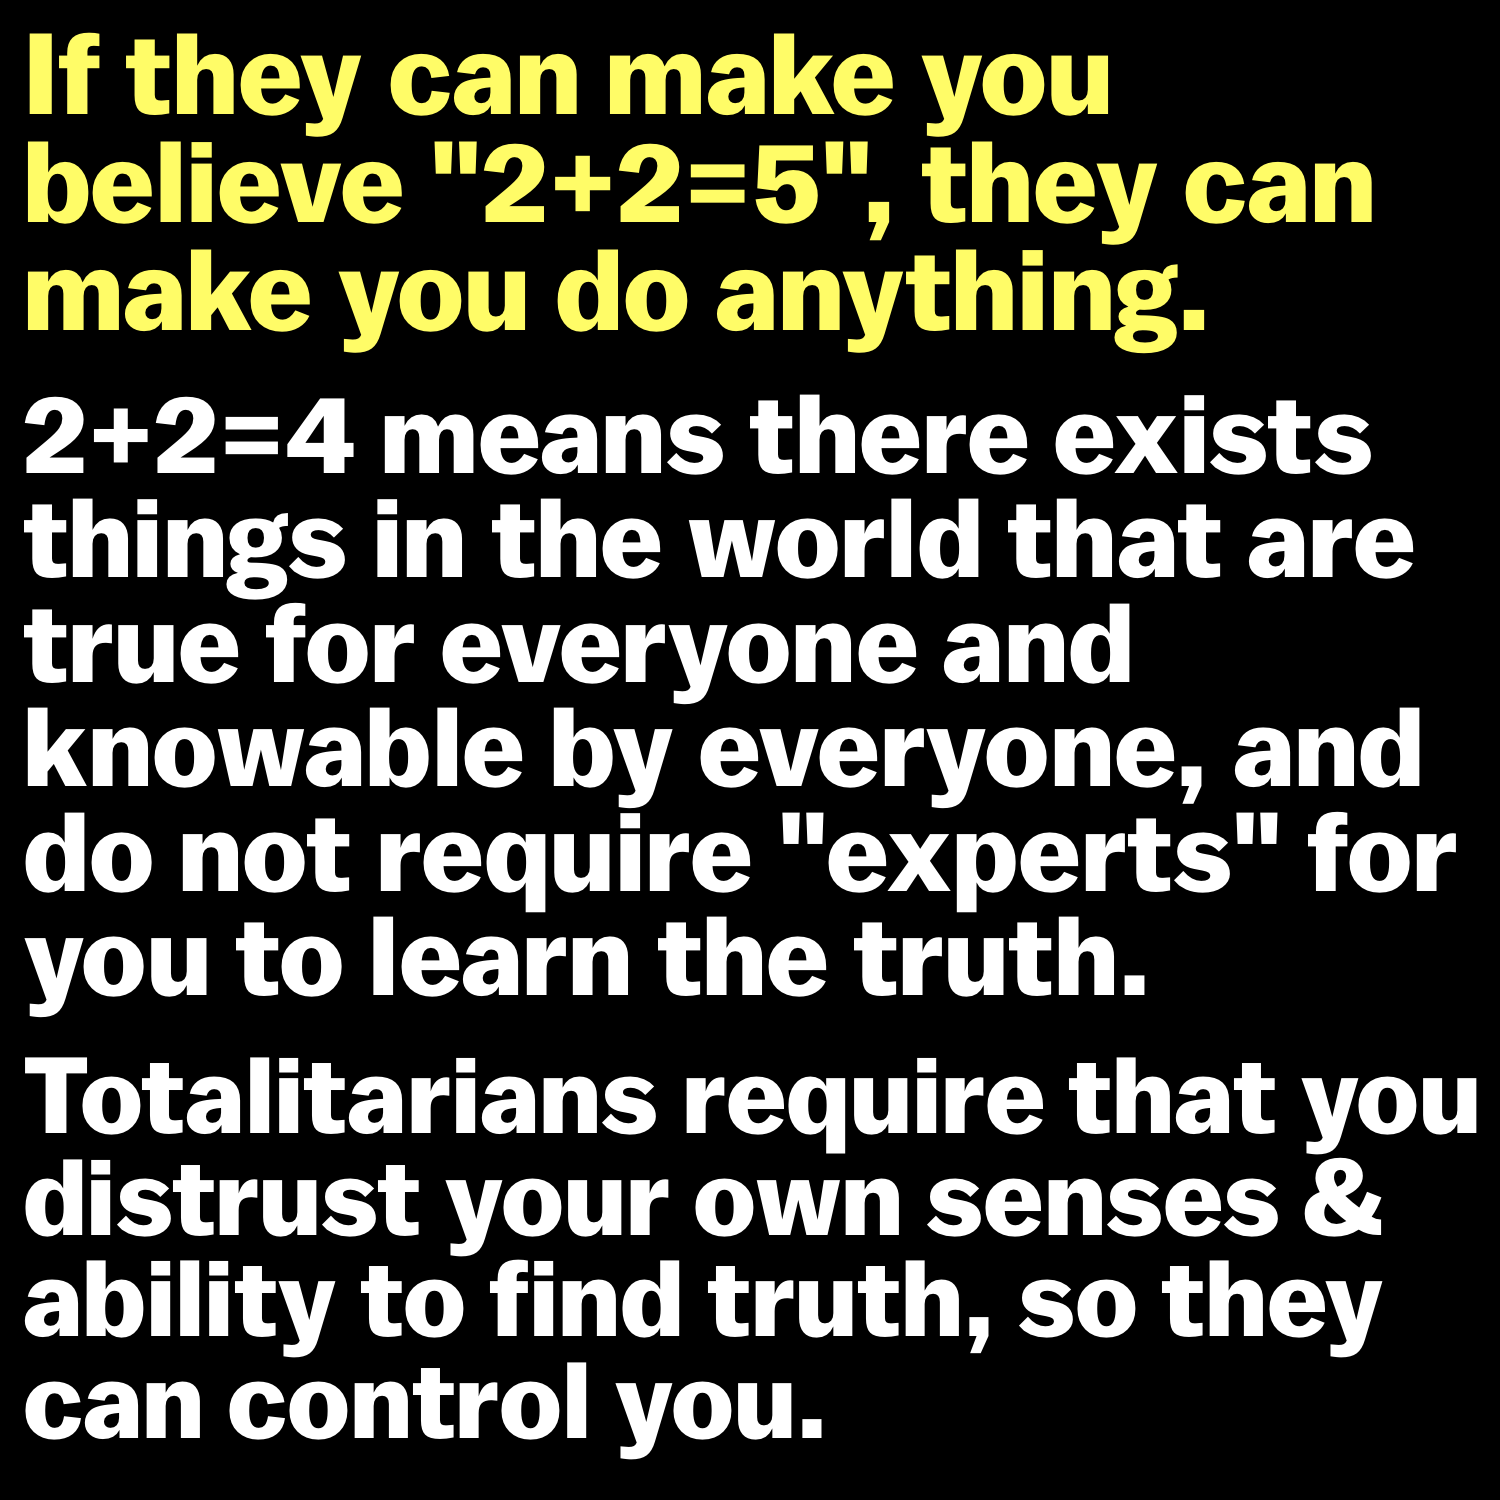 If they can make you
believe "2+2=5", they can
make you do anything.
2+2=4 means there exists
things in the world that are
true for everyone and
knowable by everyone, and
do not require "experts" for
you to learn the truth.
Totalitarians require that you
distrust your own senses &
ability to find truth, so they
can control you.